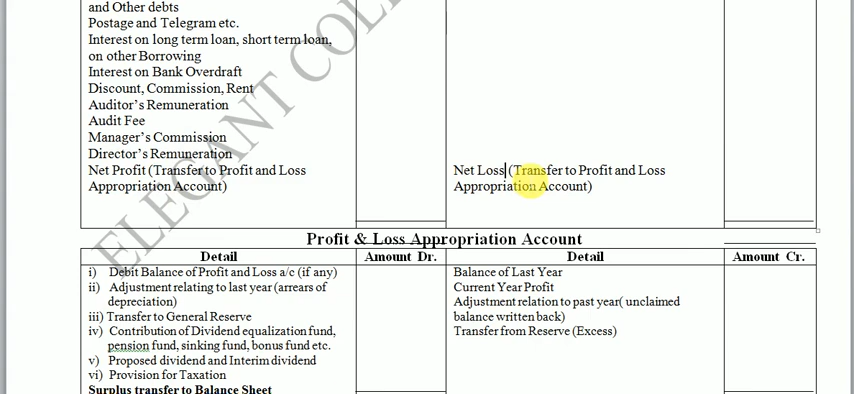 and Other debts
Postage and Telegram etc.
Interest on long term loan, short term loan,
on other Borrowing
Interest on Bank Overdraft
Discount, Commission, Rent
Auditor's Remuneration
Audit Fee
Manager's Commission
Director's Remuneration
Net Profit (Transfer to Profit and Loss
Appropriation Account)
Net Loss (Transfer to Profit and Loss
Appropriation Account)
ELEGANT COL
Profit & Loss Appropriation Account
Detail Amount Dr. Detail Amount Cr.
i) Debit Balance of Profit and Loss a/c (if any)
ii) Adjustment relating to last year (arrears of
depreciation)
iii) Transfer to General Reserve
iv) Contribution of Dividend equalization fund,
pension fund, sinking fund, bonus fund etc.
v) Proposed dividend and Interim dividend
vi) Provision for Taxation
Surplus transfer to Balance Sheet
Balance of Last Year
Current Year Profit
Adjustment relation to past year( unclaimed
balance written back)
Transfer from Reserve (Excess)